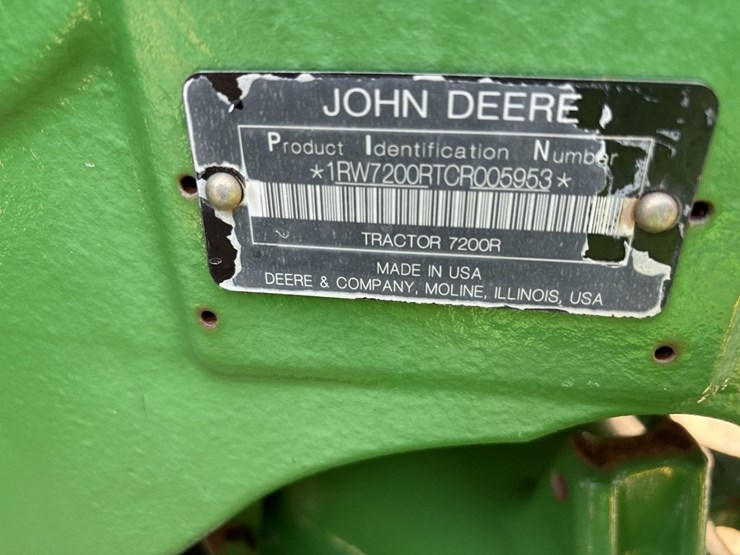 JOHN DEERE
Product Identification Number
*1RW7200RTCR005953*
TRACTOR 7200R
MADE IN USA
DEERE & COMPANY, MOLINE, ILLINOIS, USA